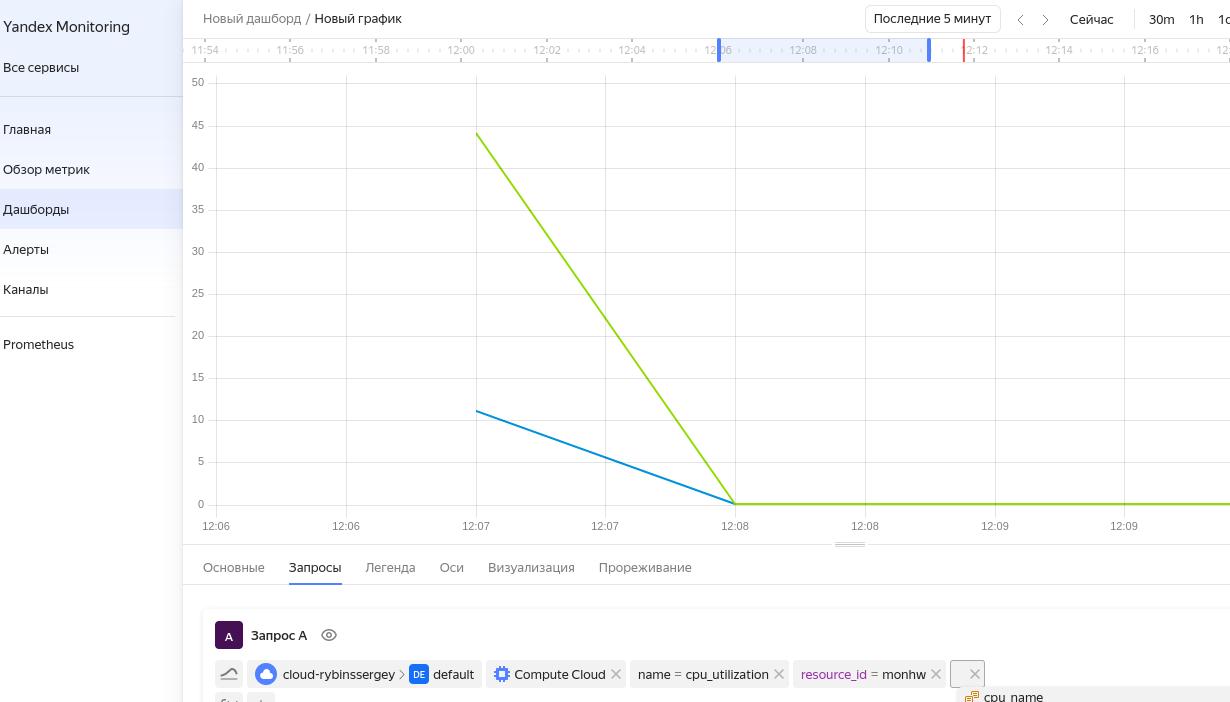 Yandex Monitoring
Все сервисы
Главная
Обзор метрик
Дашборды
Алерты
Каналы
Prometheus
Новый дашборд / Новый график
Последние 5 минут
Сейчас
30m 1h
11:54 11:56 11:58 12:00 12:02 12:04 12:06 12:08 12:10 12:12 12:14 12:16 12:
50
45
40
35
30
25
20
15
10
5
0
12:06 12:06 12:07 12:07 12:08 12:08 12:09 12:09
Основные Запросы Легенда Оси Визуализация Прореживание
A Запрос A
cloud-rybinssergey > DE default Compute Cloud name = cpu_utilization resource_id = monhw
cpu_name